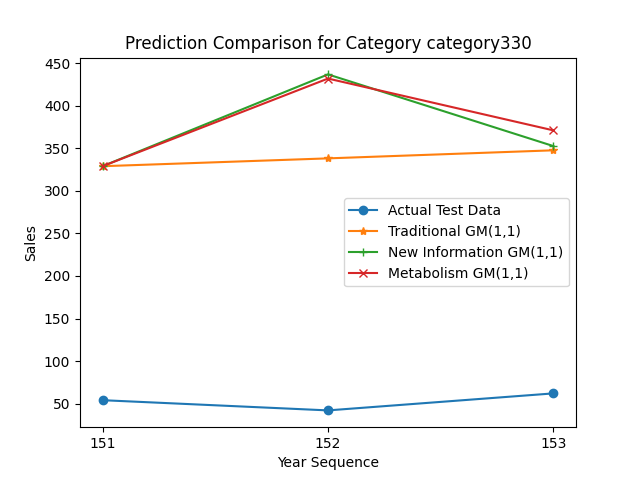 Prediction Comparison for Category category330
450
400
350
300
250
200
150
100
50
Sales
Actual Test Data
Traditional GM(1,1)
New Information GM(1,1)
Metabolism GM(1,1)
151 152 153
Year Sequence